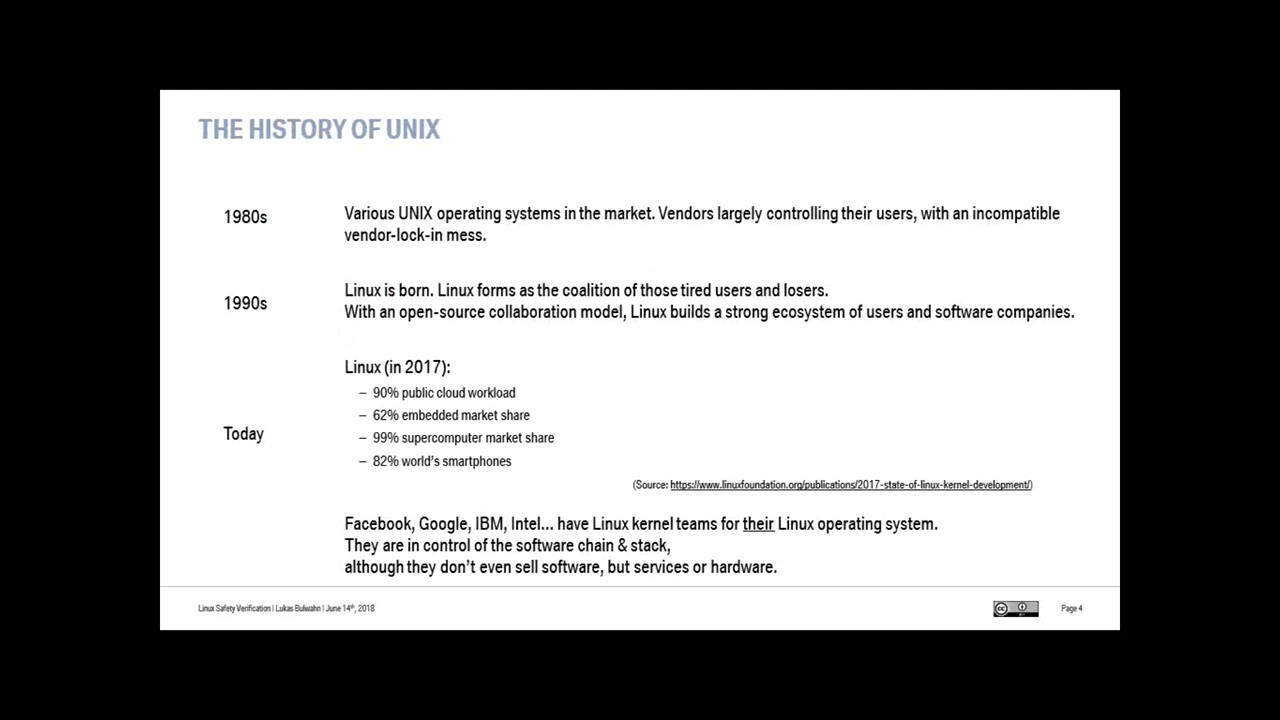 THE HISTORY OF UNIX
1980s
Various UNIX operating systems in the market. Vendors largely controlling their users, with an incompatible
vendor-lock-in mess.
1990s
Linux is born. Linux forms as the coalition of those tired users and losers.
With an open-source collaboration model, Linux builds a strong ecosystem of users and software companies.
Today
Linux (in 2017):
– 90% public cloud workload
– 62% embedded market share
– 99% supercomputer market share
– 82% world's smartphones
(Source: https://www.linuxfoundation.org/publications/2017-state-of-linux-kernel-development/)
Facebook, Google, IBM, Intel... have Linux kernel teams for their Linux operating system.
They are in control of the software chain & stack,
although they don't even sell software, but services or hardware.
Linux Safety Verification | Lukas Bulwahn | June 14th, 2018
cc
BY
Page 4